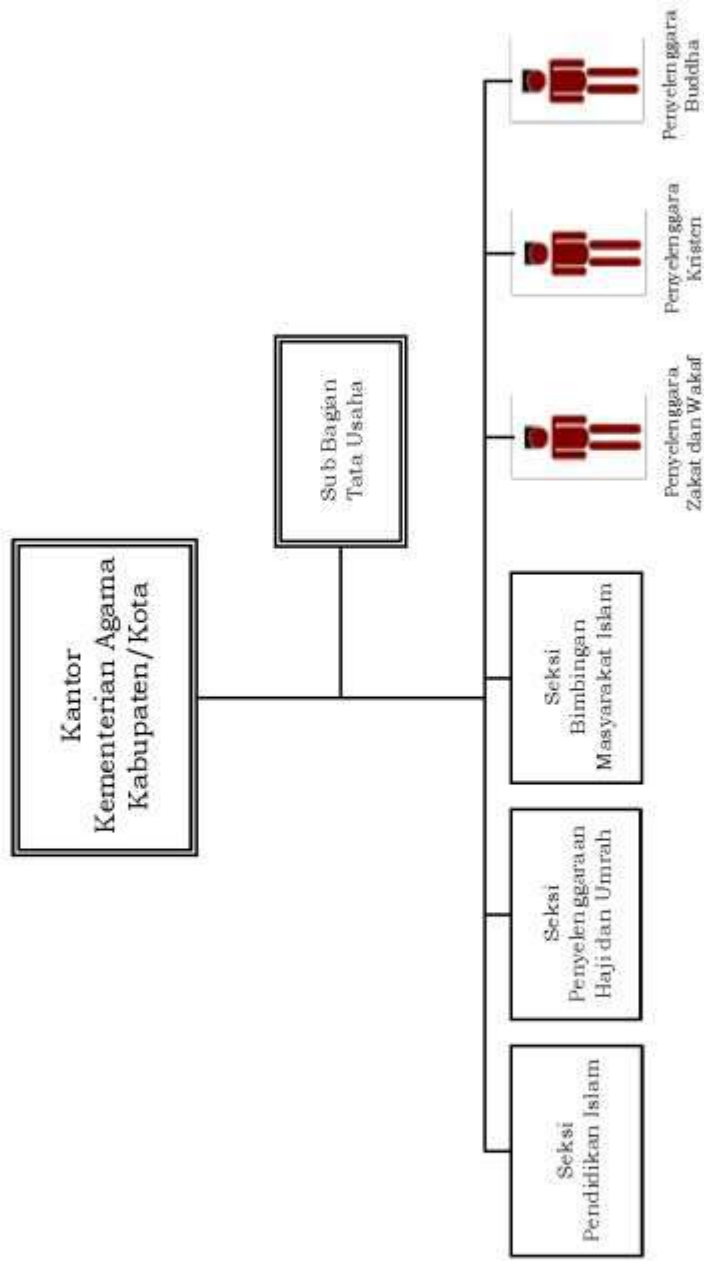 Kantor
Kementerian Agama
Kabupaten/Kota
Sub Bagian
Tata Usaha
Seksi
Pendidikan Islam
Seksi
Penyelenggaraan
Haji dan Umrah
Seksi
Bimbingan
Masyarakat Islam
Penyelenggara
Zakat dan Wakaf
Penyelenggara
Kristen
Penyelenggara
Buddha